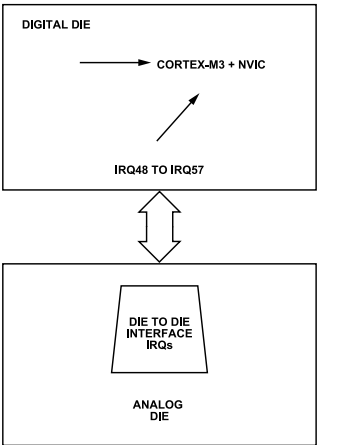 DIGITAL DIE
CORTEX-M3 + NVIC
IRQ48 TO IRQ57
DIE TO DIE
INTERFACE
IRQs
ANALOG
DIE